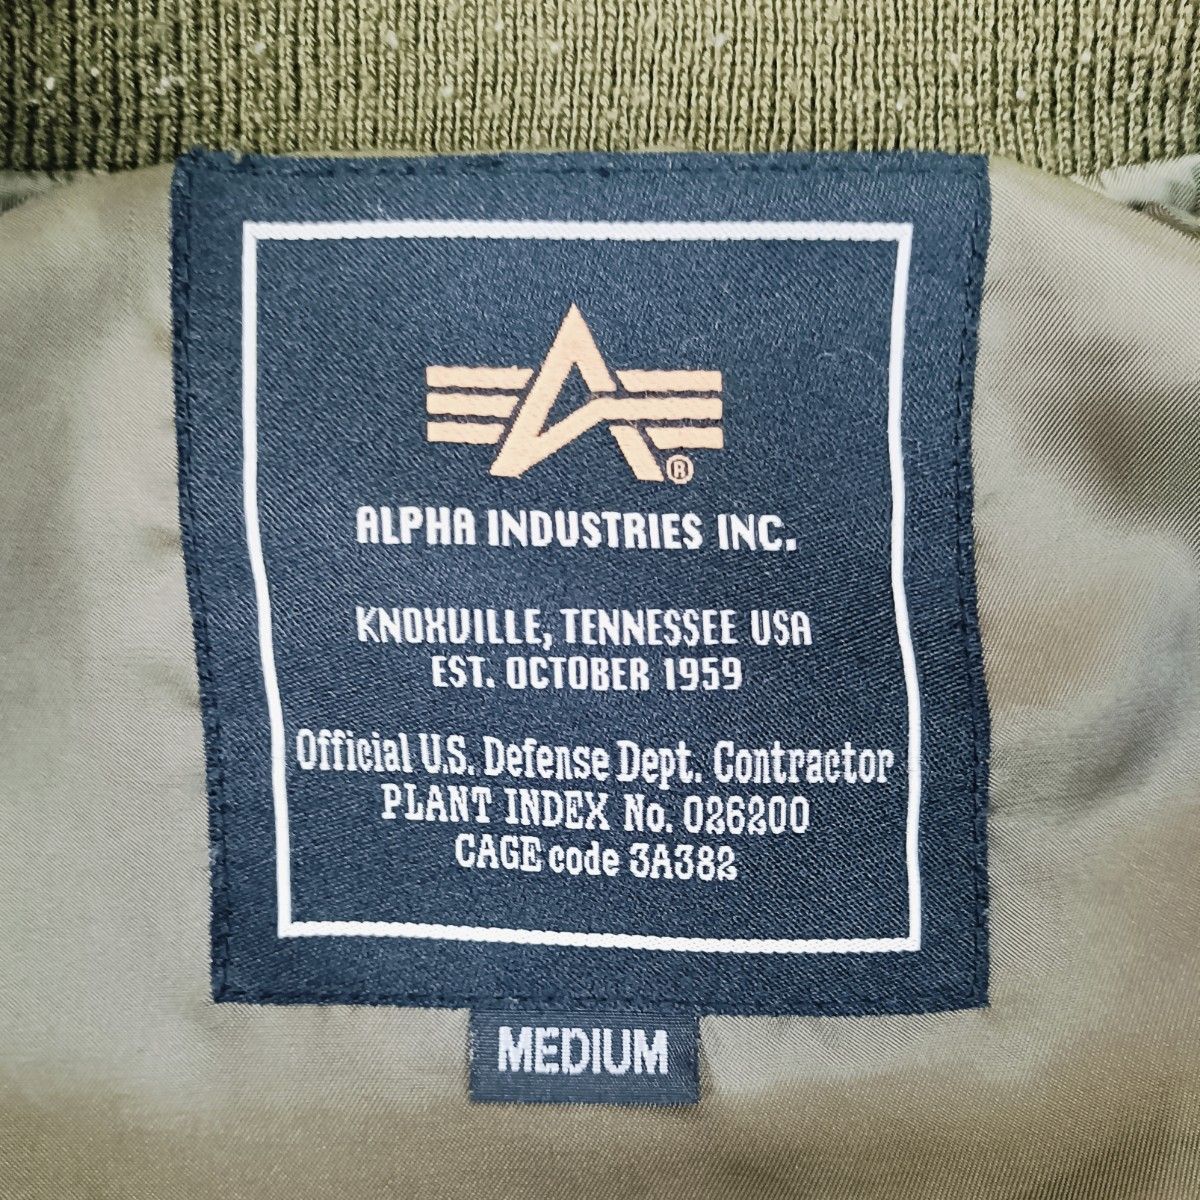 ®
ALPHA INDUSTRIES INC.
KNOXVILLE, TENNESSEE USA
EST. OCTOBER 1959
Official U.S. Defense Dept. Contractor
PLANT INDEX No. 026200
CAGE code 3A382
MEDIUM